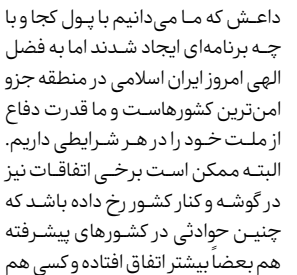 داعش که ما می‌دانیم با پول کجا و با
چه برنامه‌ای ایجاد شدند اما به فضل
الهی امروز ایران اسلامی در منطقه جزو
امن‌ترین کشورهاست و ما قدرت دفاع
از ملت خود را در هر شرایطی داریم.
البته ممکن است برخی اتفاقات نیز
در گوشه و کنار کشور رخ داده باشد که
چنین حوادثی در کشورهای پیشرفته
هم بعضاً بیشتر اتفاق افتاده و کسی هم